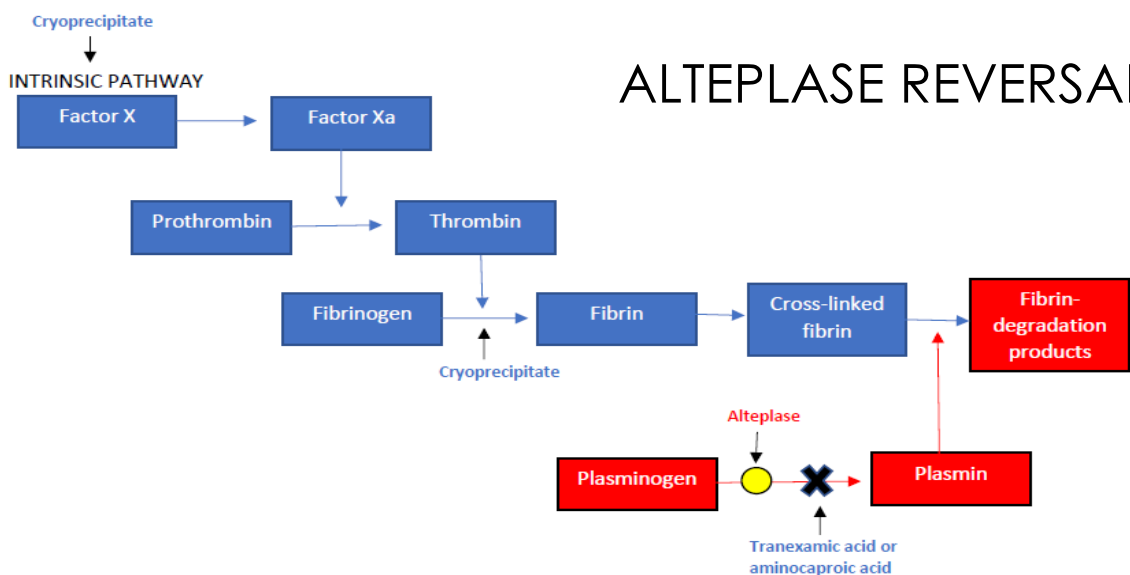 Cryoprecipitate
INTRINSIC PATHWAY
ALTEPLASE REVERSAL
Factor X
Factor Xa
Prothrombin
Thrombin
Fibrinogen
Fibrin
Cross-linked
fibrin
Fibrin-
degradation
products
Cryoprecipitate
Alteplase
Plasminogen
Plasmin
Tranexamic acid or
aminocaproic acid